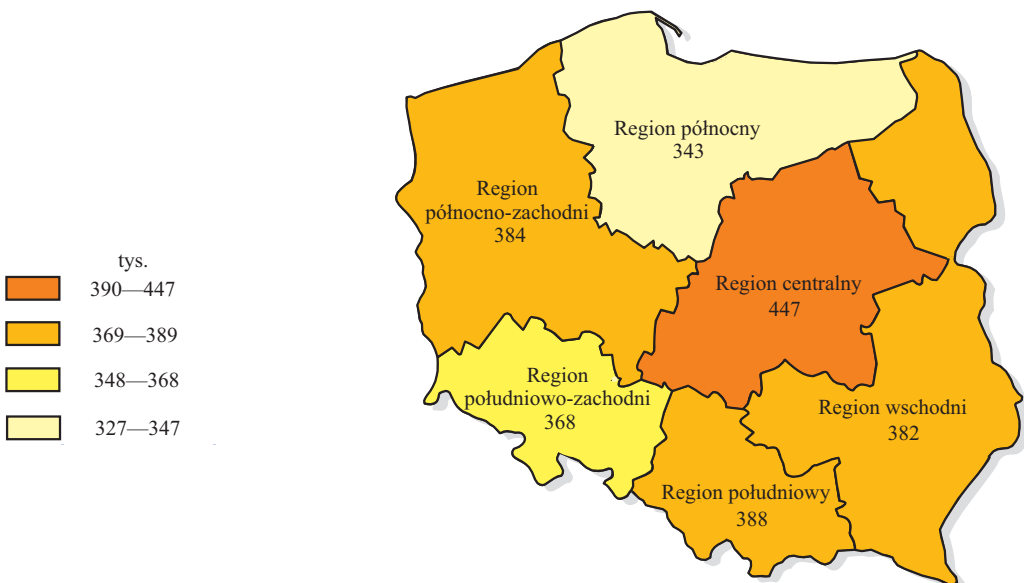 Region północny
343
Region
północno-zachodni
384
tys.
390—447
369—389
348—368
327—347
Region centralny
447
Region
południowo-zachodni
368
Region wschodni
382
Region południowy
388